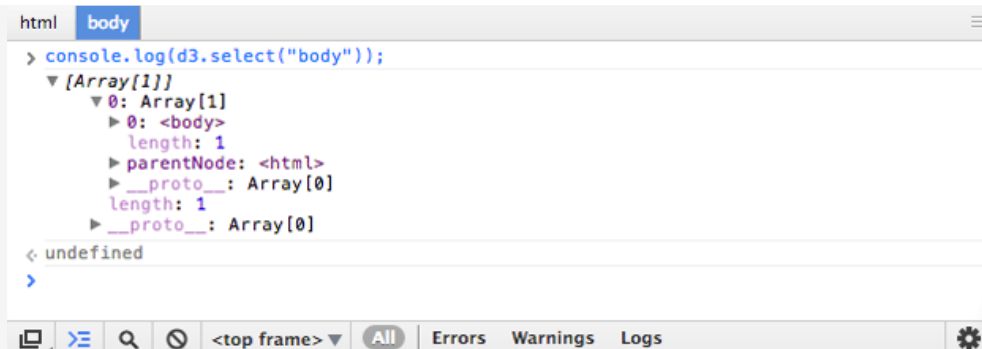 html body
> console.log(d3.select("body"));
▼ [Array[1]]
▼ 0: Array[1]
▶ 0: <body>
length: 1
▶ parentNode: <html>
▶ __proto__: Array[0]
length: 1
▶ __proto__: Array[0]
undefined
>
<top frame> ▼ All Errors Warnings Logs